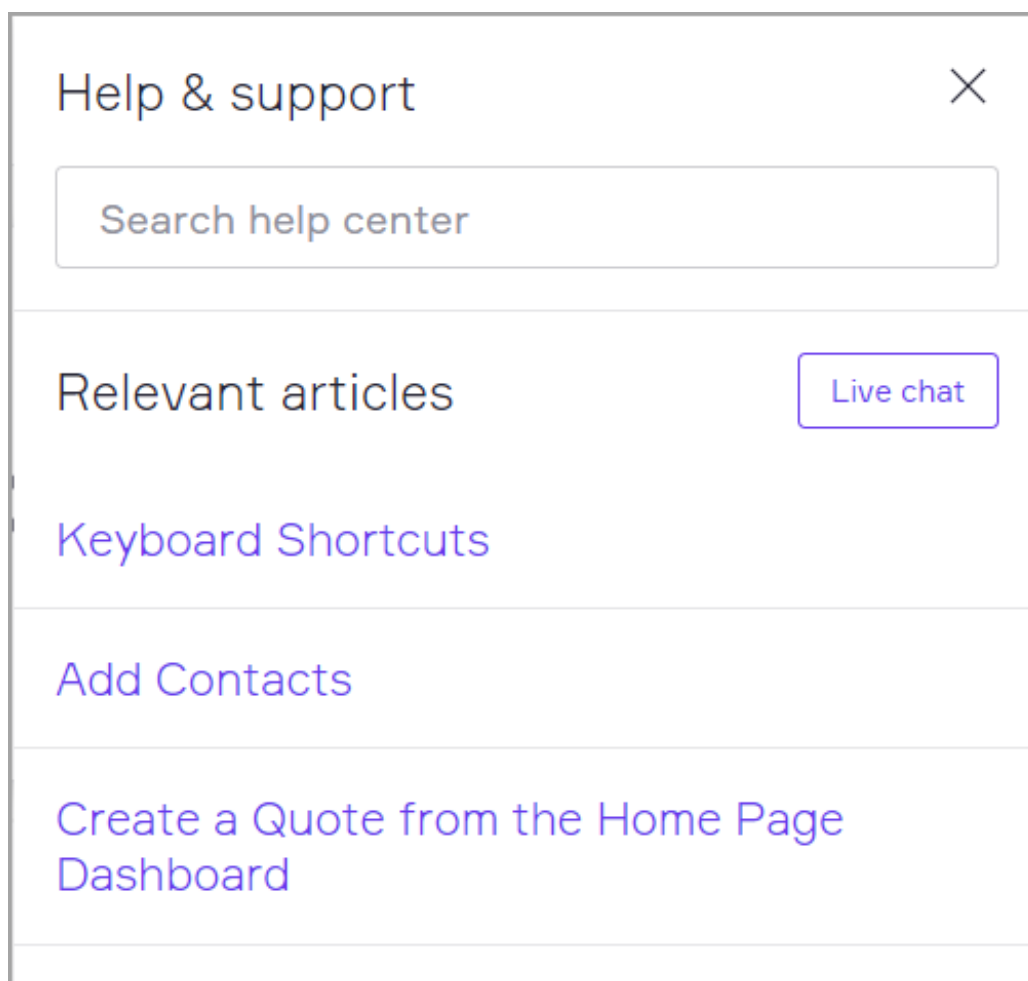 Help & support
Search help center
Relevant articles
Live chat
Keyboard Shortcuts
Add Contacts
Create a Quote from the Home Page
Dashboard